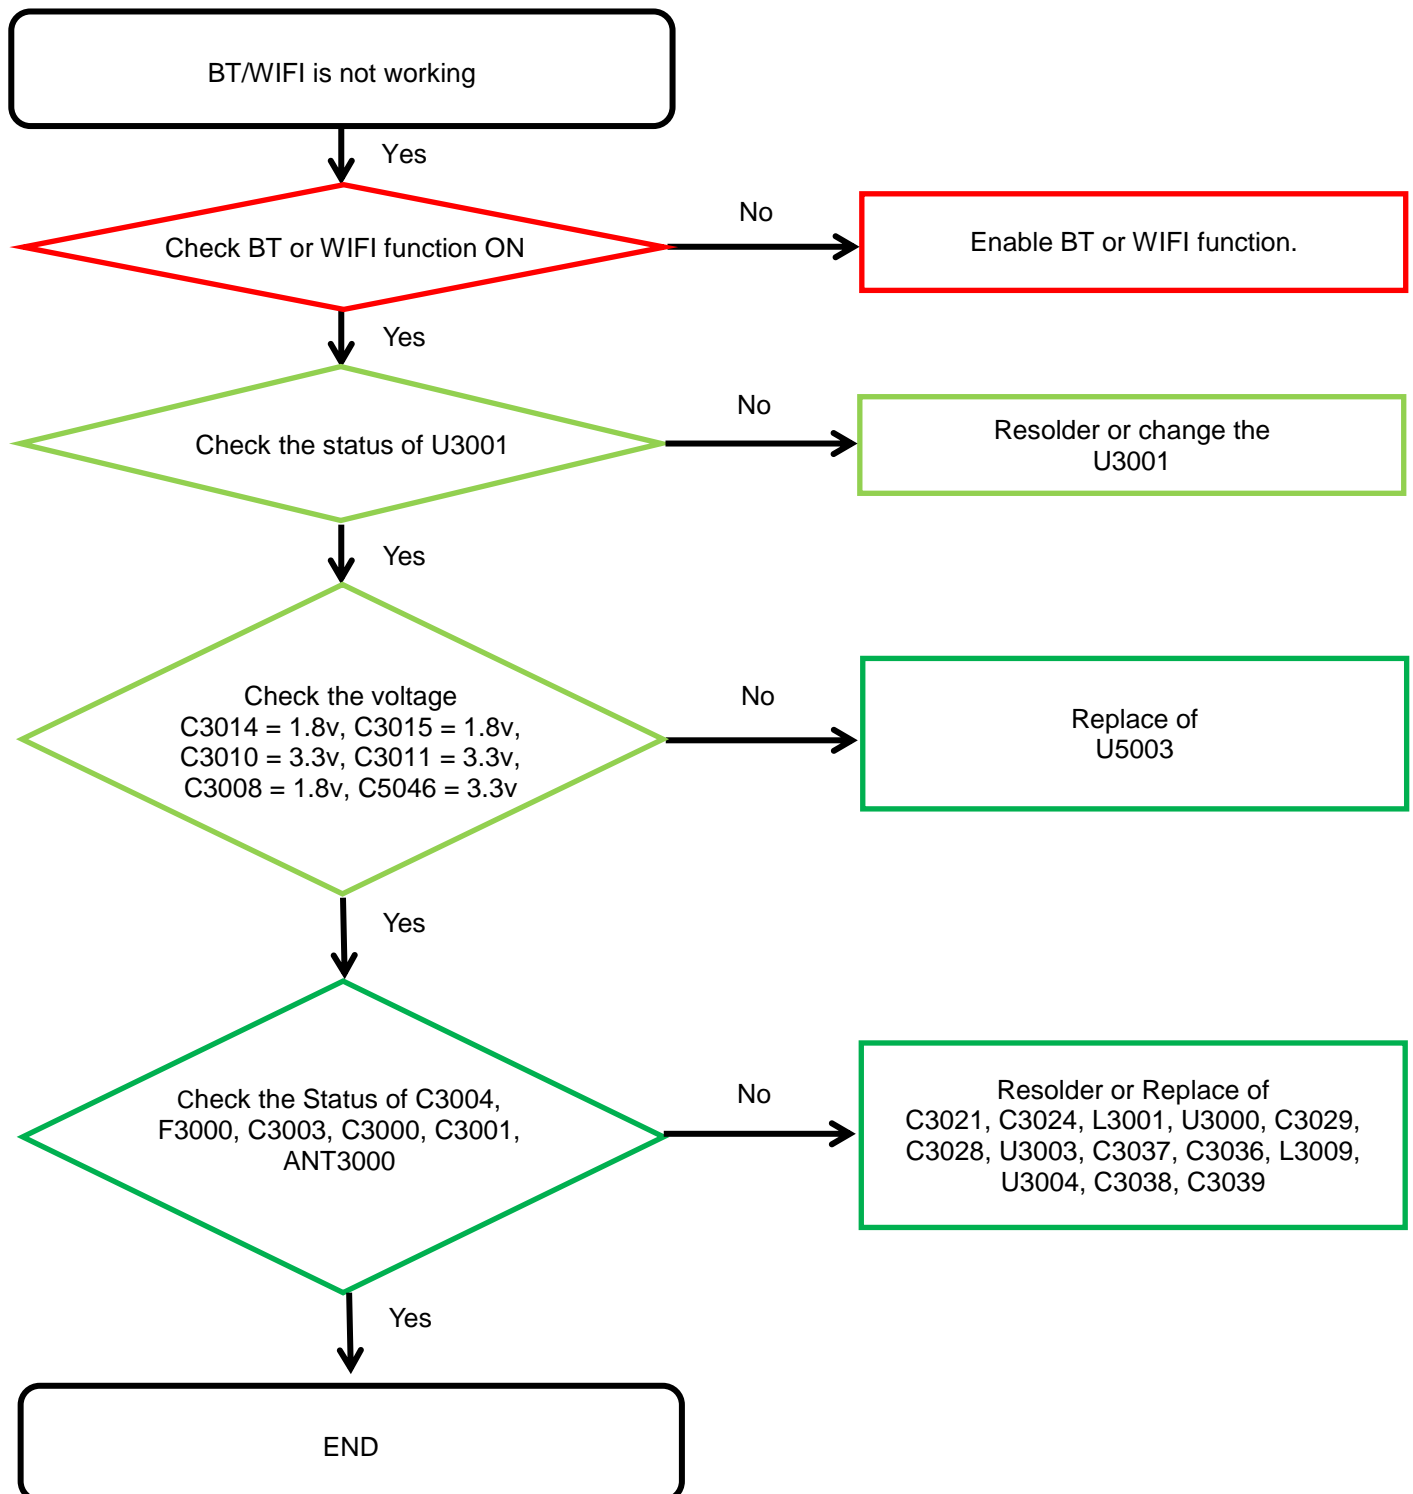 BT/WIFI is not working
Yes
Check BT or WIFI function ON
No
Enable BT or WIFI function.
Yes
Check the status of U3001
No
Resolder or change the
U3001
Yes
Check the voltage
C3014 = 1.8v, C3015 = 1.8v,
C3010 = 3.3v, C3011 = 3.3v,
C3008 = 1.8v, C5046 = 3.3v
No
Replace of
U5003
Yes
Check the Status of C3004,
F3000, C3003, C3000, C3001,
ANT3000
No
Resolder or Replace of
C3021, C3024, L3001, U3000, C3029,
C3028, U3003, C3037, C3036, L3009,
U3004, C3038, C3039
Yes
END